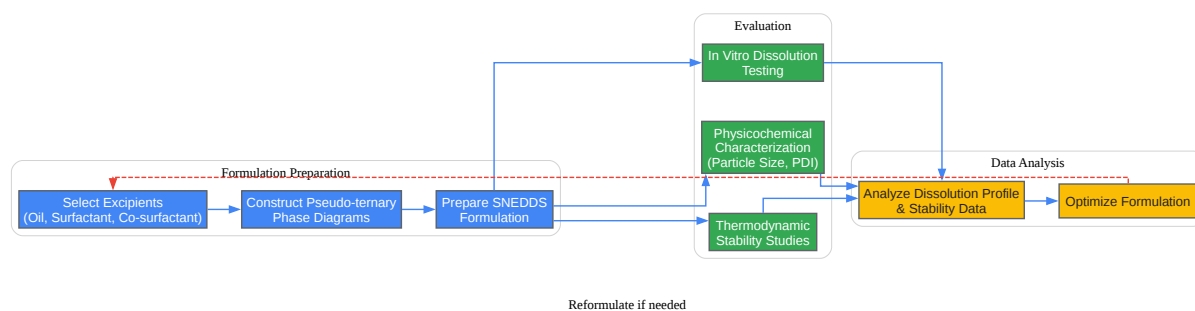 Evaluation
In Vitro Dissolution
Testing
Physicochemical
Characterization
(Particle Size, PDI)
Thermodynamic
Stability Studies
Formulation Preparation
Select Excipients
(Oil, Surfactant, Co-surfactant)
Construct Pseudo-ternary
Phase Diagrams
Prepare SNEDDS
Formulation
Data Analysis
Analyze Dissolution Profile
& Stability Data
Optimize Formulation
Reformulate if needed